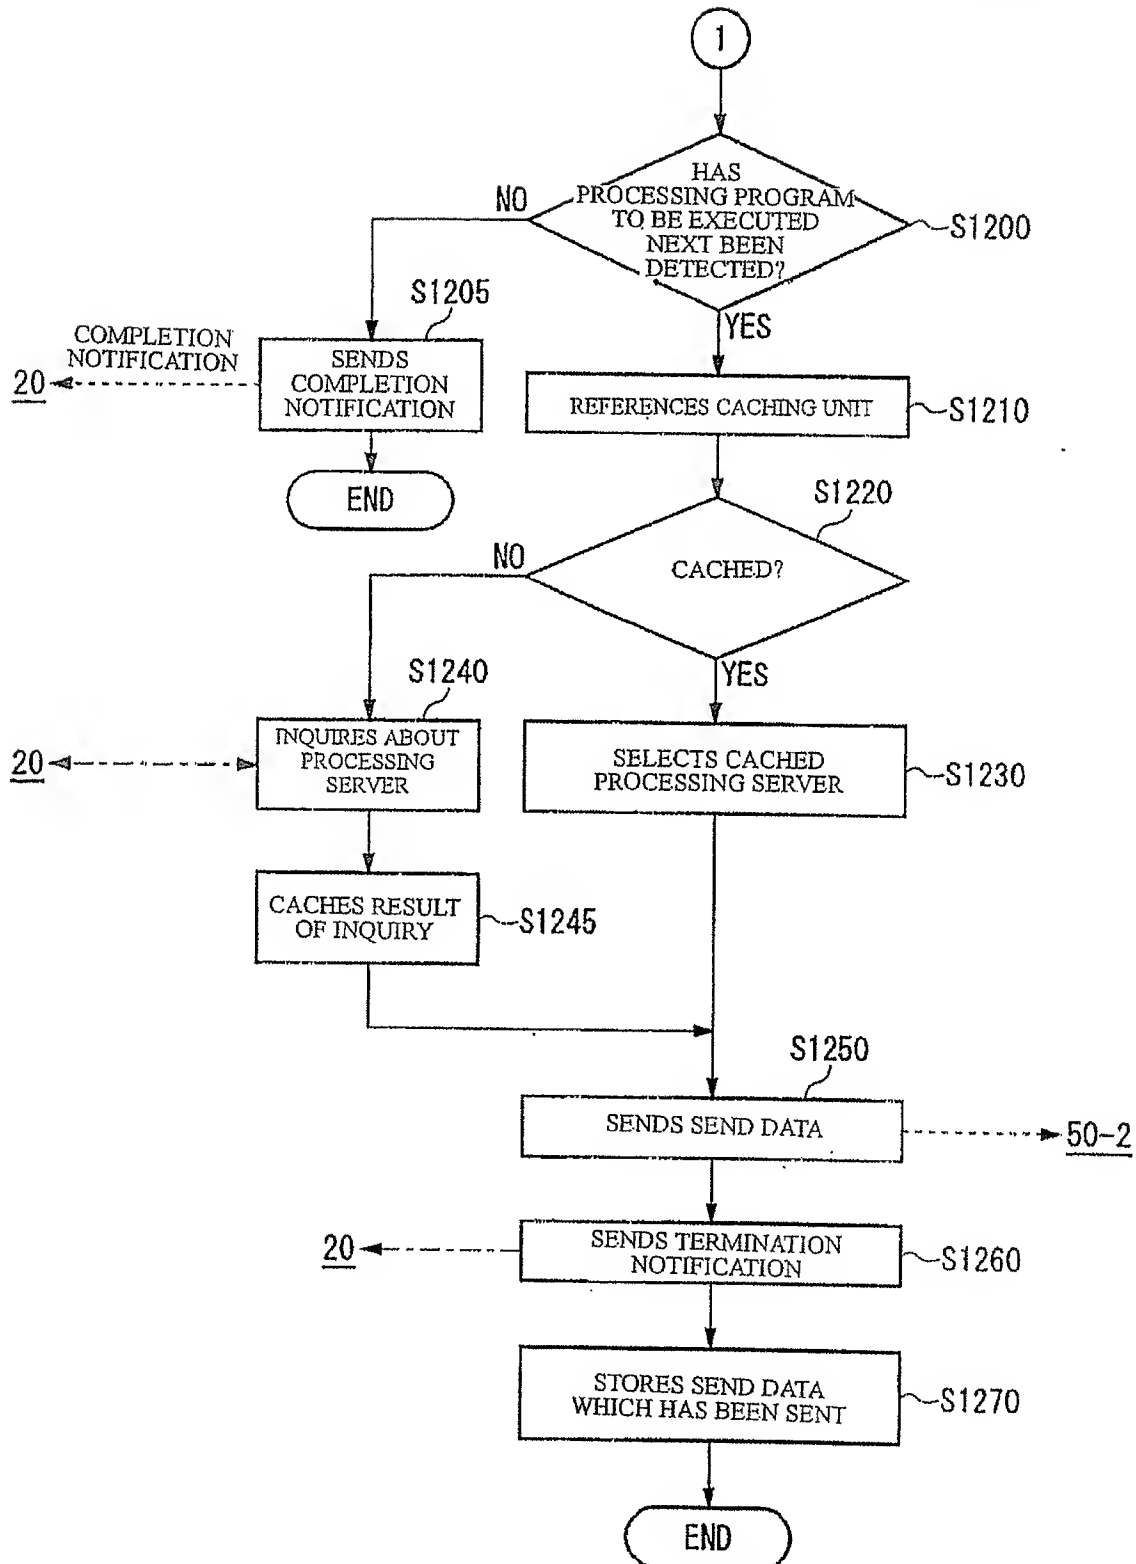 1
HAS
PROCESSING PROGRAM
TO BE EXECUTED
NEXT BEEN
DETECTED?
NO
S1200
YES
S1205
COMPLETION
NOTIFICATION
20
SENDS
COMPLETION
NOTIFICATION
REFERENCES CACHING UNIT
S1210
END
S1220
NO
CACHED?
YES
S1240
20
INQUIRES ABOUT
PROCESSING
SERVER
SELECTS CACHED
PROCESSING SERVER
S1230
CACHES RESULT
OF INQUIRY
S1245
S1250
SENDS SEND DATA
50-2
20
SENDS TERMINATION
NOTIFICATION
S1260
STORES SEND DATA
WHICH HAS BEEN SENT
S1270
END